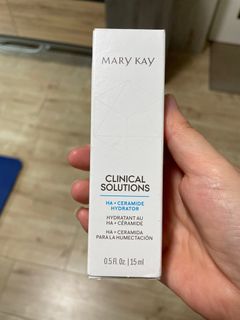 MARY KAY
CLINICAL
SOLUTIONS
HA + CERAMIDE
HYDRATOR
HYDRATANT AU
HA + CÉRAMIDE
HA + CERAMIDA
PARA LA HUMECTACIÓN
0.5 Fl. Oz. | 15 ml